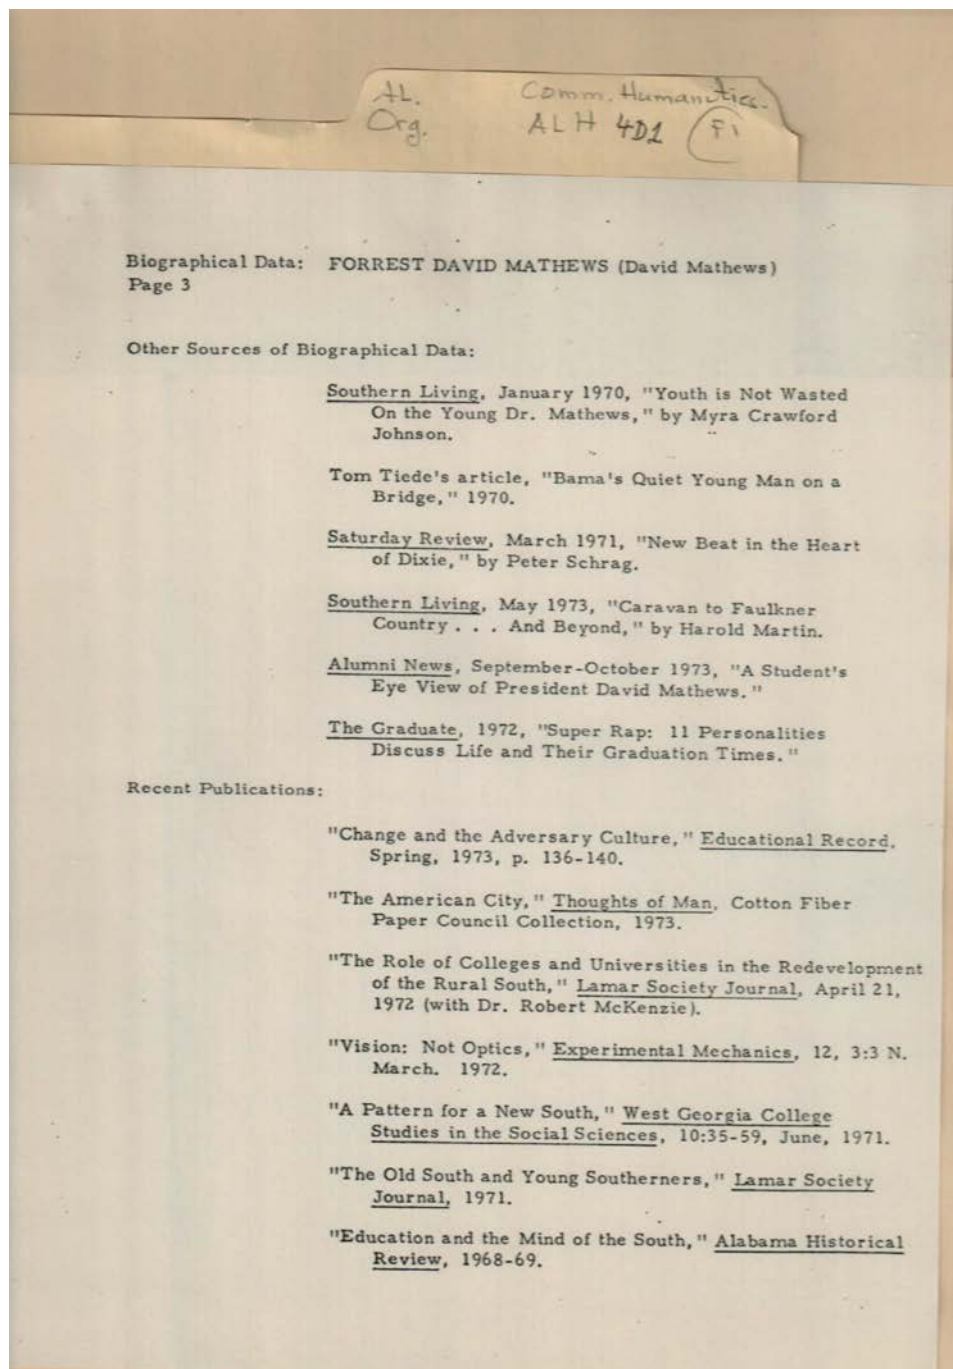 AL. Comm. Humanities.
Org. ALH 4D1 F1
Biographical Data: FORREST DAVID MATHEWS (David Mathews)
Page 3
Other Sources of Biographical Data:
Southern Living, January 1970, "Youth is Not Wasted
On the Young Dr. Mathews," by Myra Crawford
Johnson.
Tom Tiede's article, "Bama's Quiet Young Man on a
Bridge," 1970.
Saturday Review, March 1971, "New Beat in the Heart
of Dixie," by Peter Schrag.
Southern Living, May 1973, "Caravan to Faulkner
Country . . . And Beyond," by Harold Martin.
Alumni News, September-October 1973, "A Student's
Eye View of President David Mathews."
The Graduate, 1972, "Super Rap: 11 Personalities
Discuss Life and Their Graduation Times."
Recent Publications:
"Change and the Adversary Culture," Educational Record,
Spring, 1973, p. 136-140.
"The American City," Thoughts of Man, Cotton Fiber
Paper Council Collection, 1973.
"The Role of Colleges and Universities in the Redevelopment
of the Rural South," Lamar Society Journal, April 21,
1972 (with Dr. Robert McKenzie).
"Vision: Not Optics," Experimental Mechanics, 12, 3:3 N.
March. 1972.
"A Pattern for a New South," West Georgia College
Studies in the Social Sciences, 10:35-59, June, 1971.
"The Old South and Young Southerners," Lamar Society
Journal, 1971.
"Education and the Mind of the South," Alabama Historical
Review, 1968-69.